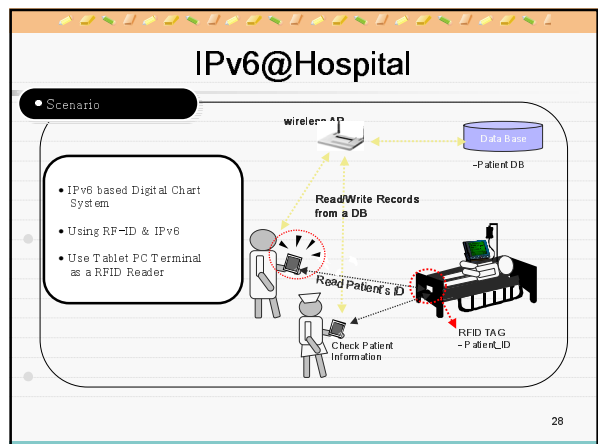 IPv6@Hospital
• Scenario
wireless AP
Data Base
-Patient DB
• IPv6 based Digital Chart
System
• Using RF-ID & IPv6
• Use Tablet PC Terminal
as a RFID Reader
Read/Write Records
from a DB
Read Patient's ID
RFID TAG
- Patient_ID
Check Patient
Information
28